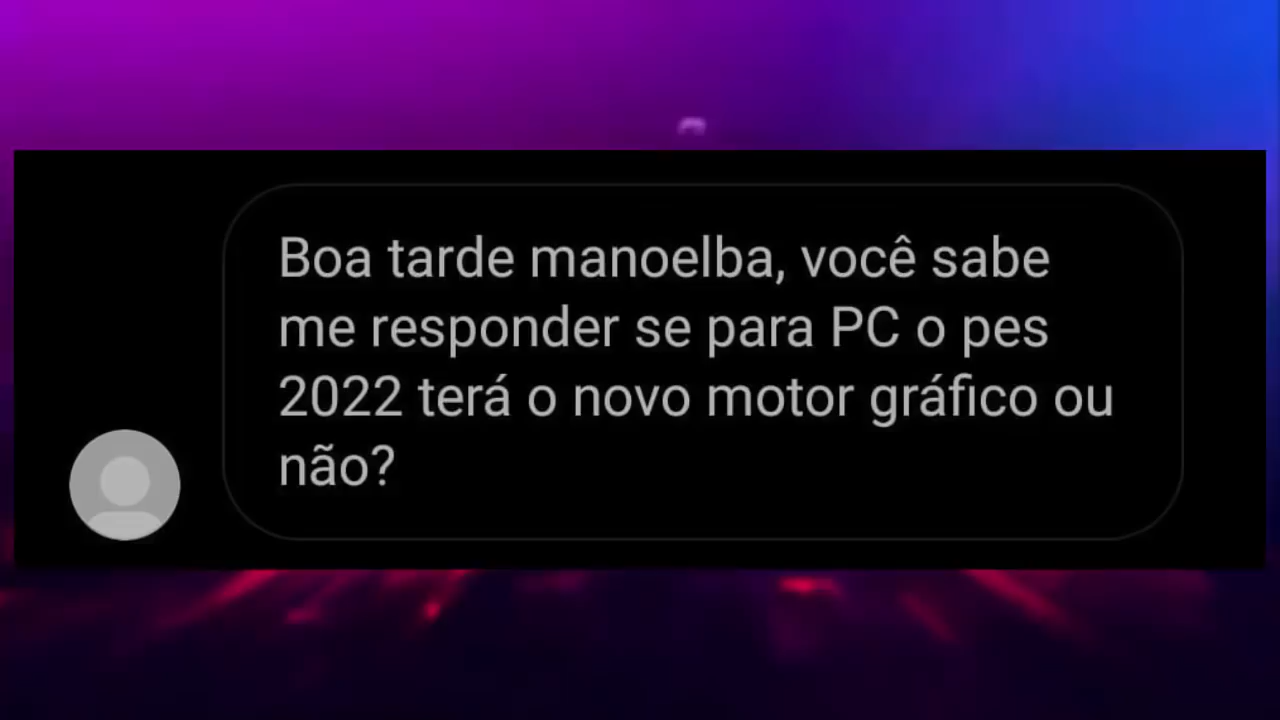 Boa tarde manoelba, você sabe
me responder se para PC o pes
2022 terá o novo motor gráfico ou
não?